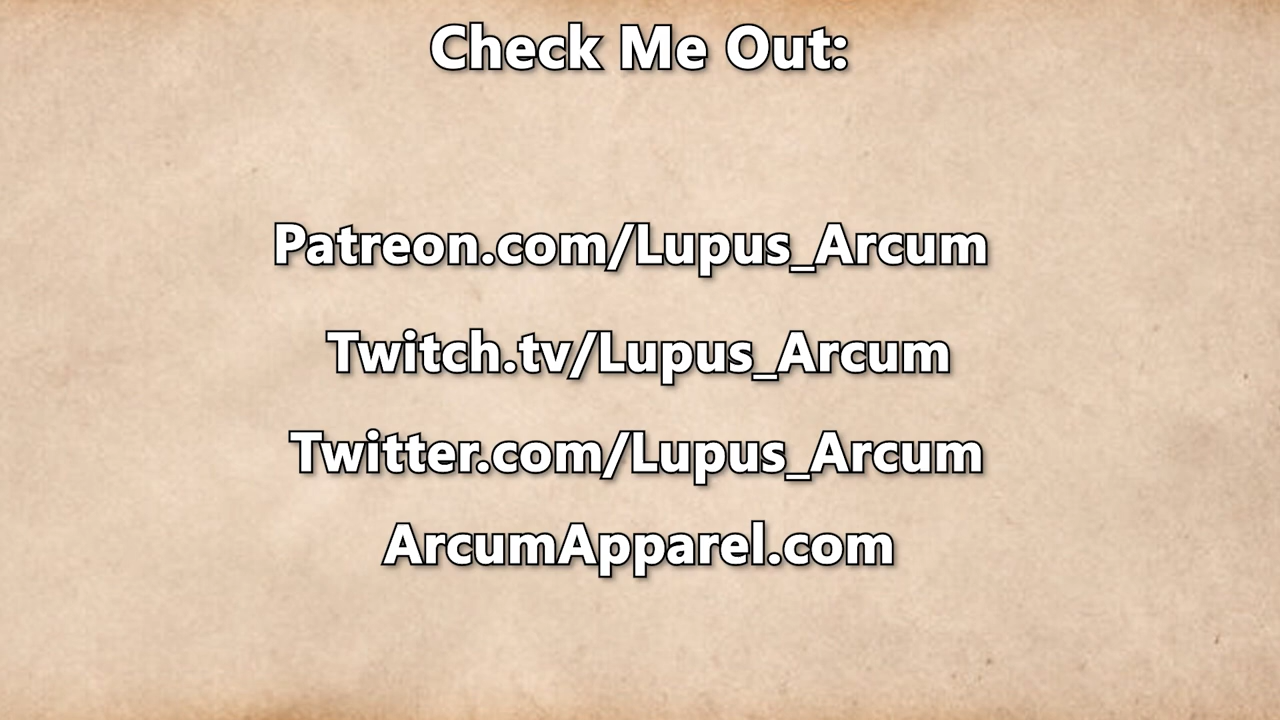 Check Me Out:
Patreon.com/Lupus_Arcum
Twitch.tv/Lupus_Arcum
Twitter.com/Lupus_Arcum
ArcumApparel.com